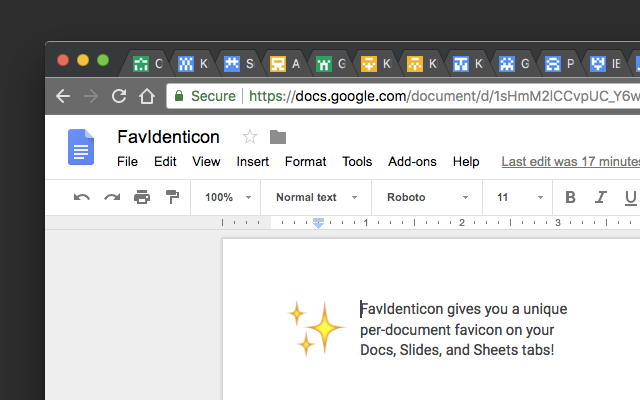 C K S A G K K K G P IE
Secure https://docs.google.com/document/d/1sHmM2lCCvpUC_Y6w
FavIdenticon
File Edit View Insert Format Tools Add-ons Help Last edit was 17 minutes
100% Normal text Roboto 11 B I U
1 2 3
FavIdenticon gives you a unique
per-document favicon on your
Docs, Slides, and Sheets tabs!